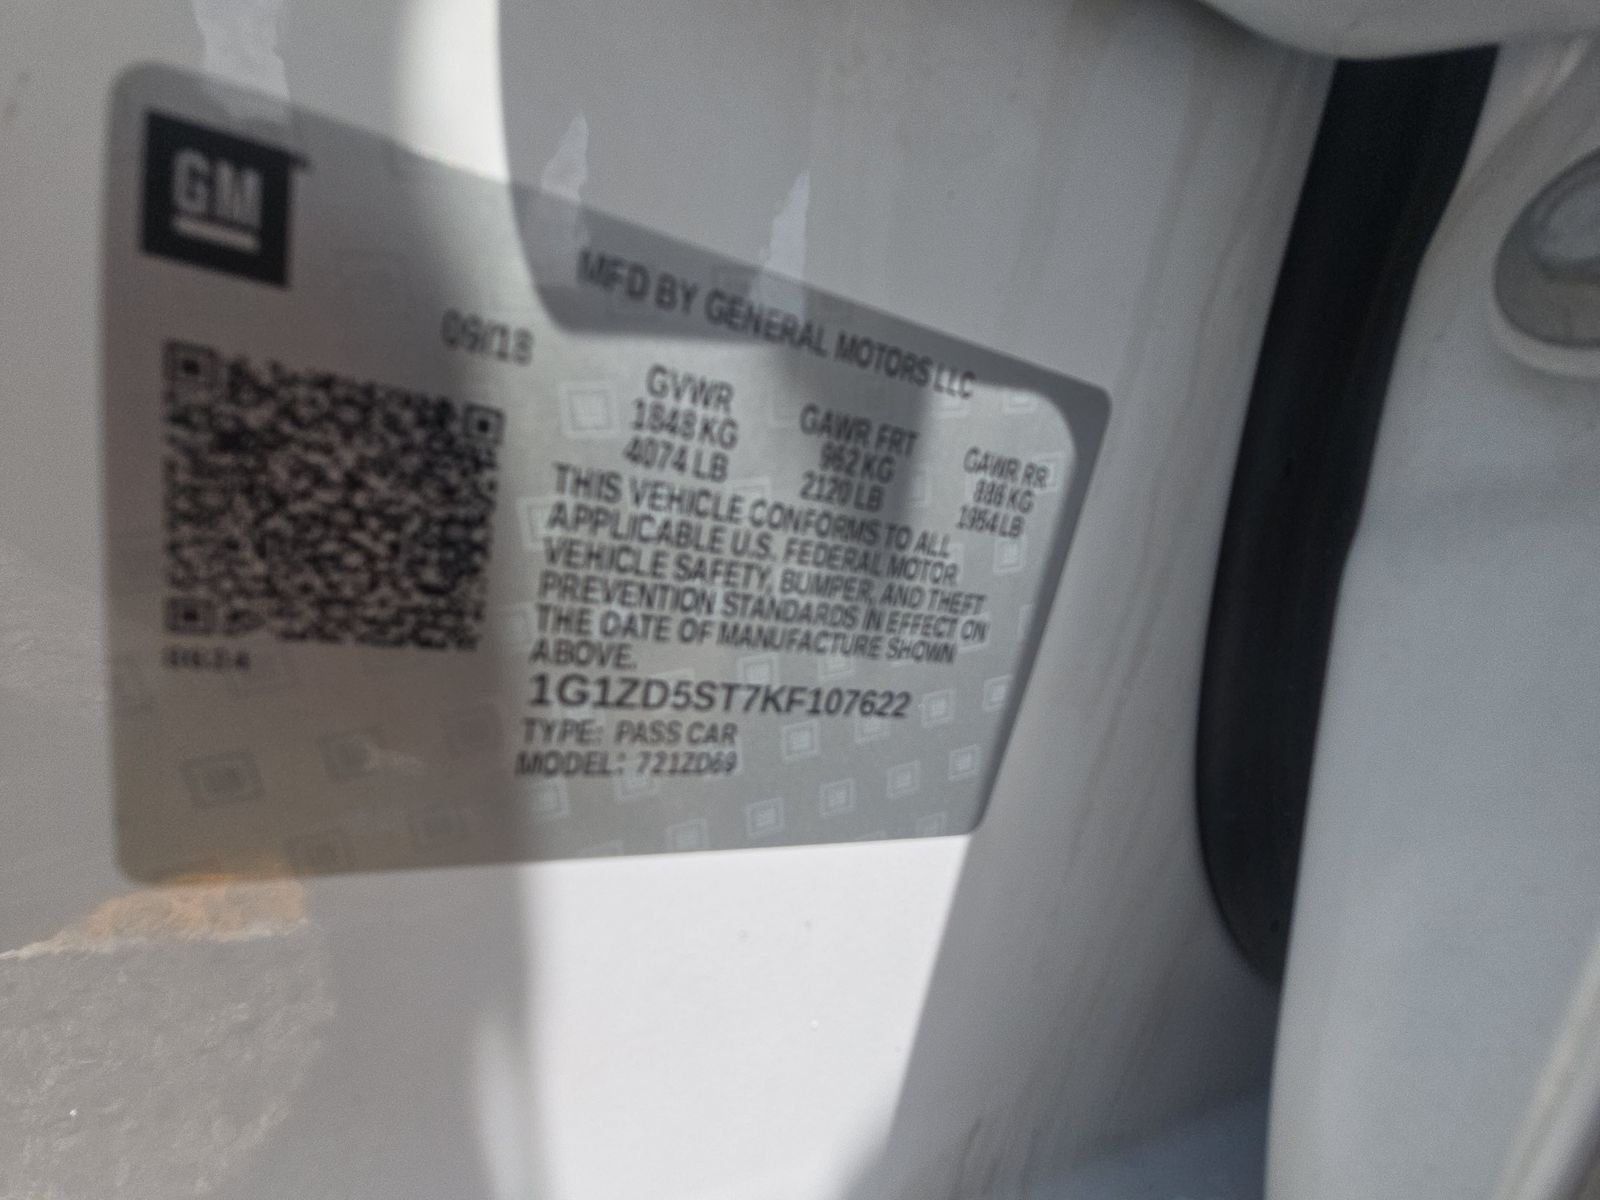 GM
MFD BY GENERAL MOTORS LLC
09/18
GVWR
1848 KG
4074 LB
GAWR FRT
962 KG
2120 LB
GAWR RR
886 KG
1954 LB
THIS VEHICLE CONFORMS TO ALL
APPLICABLE U.S. FEDERAL MOTOR
VEHICLE SAFETY, BUMPER, AND THEFT
PREVENTION STANDARDS IN EFFECT ON
THE DATE OF MANUFACTURE SHOWN
ABOVE.
1G1ZD5ST7KF107622
TYPE: PASS CAR
MODEL: 721ZD69